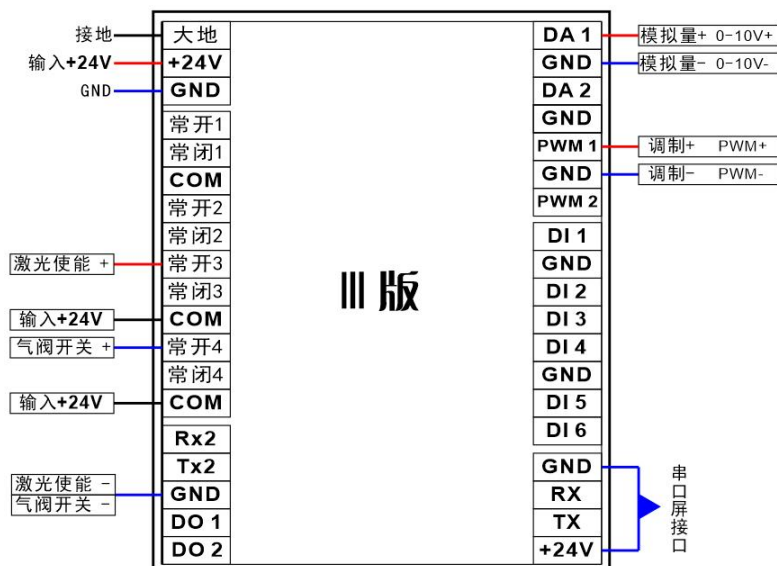 接地 大地
输入+24V +24V
GND GND
常开1
常闭1
COM
常开2
常闭2
激光使能 + 常开3
常闭3
输入+24V COM
气阀开关 + 常开4
常闭4
输入+24V COM
Rx2
Tx2
激光使能 -
气阀开关 -
GND
DO 1
DO 2
III 版
DA 1 模拟量+ 0-10V+
GND 模拟量- 0-10V-
DA 2
GND
PWM 1 调制+ PWM+
GND 调制- PWM-
PWM 2
DI 1
GND
DI 2
DI 3
DI 4
GND
DI 5
DI 6
GND
RX
TX
+24V
串口屏接口